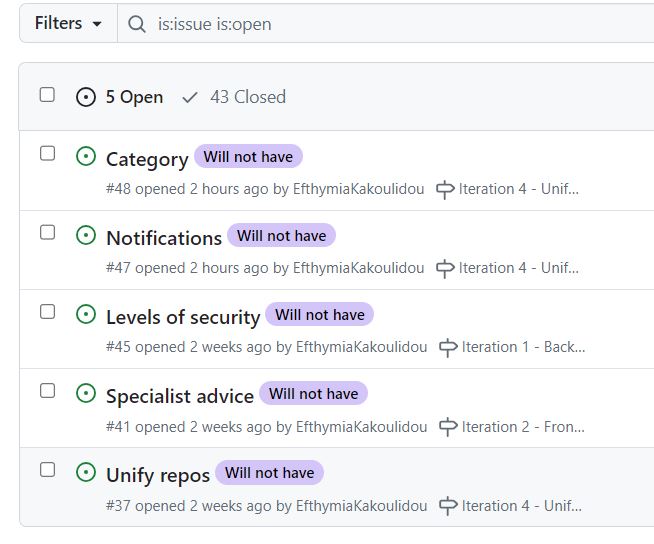 Filters is:issue is:open
5 Open 43 Closed
Category Will not have
#48 opened 2 hours ago by EfthymiaKakoulidou Iteration 4 - Unif...
Notifications Will not have
#47 opened 2 hours ago by EfthymiaKakoulidou Iteration 4 - Unif...
Levels of security Will not have
#45 opened 2 weeks ago by EfthymiaKakoulidou Iteration 1 - Back...
Specialist advice Will not have
#41 opened 2 weeks ago by EfthymiaKakoulidou Iteration 2 - Fron...
Unify repos Will not have
#37 opened 2 weeks ago by EfthymiaKakoulidou Iteration 4 - Unif...